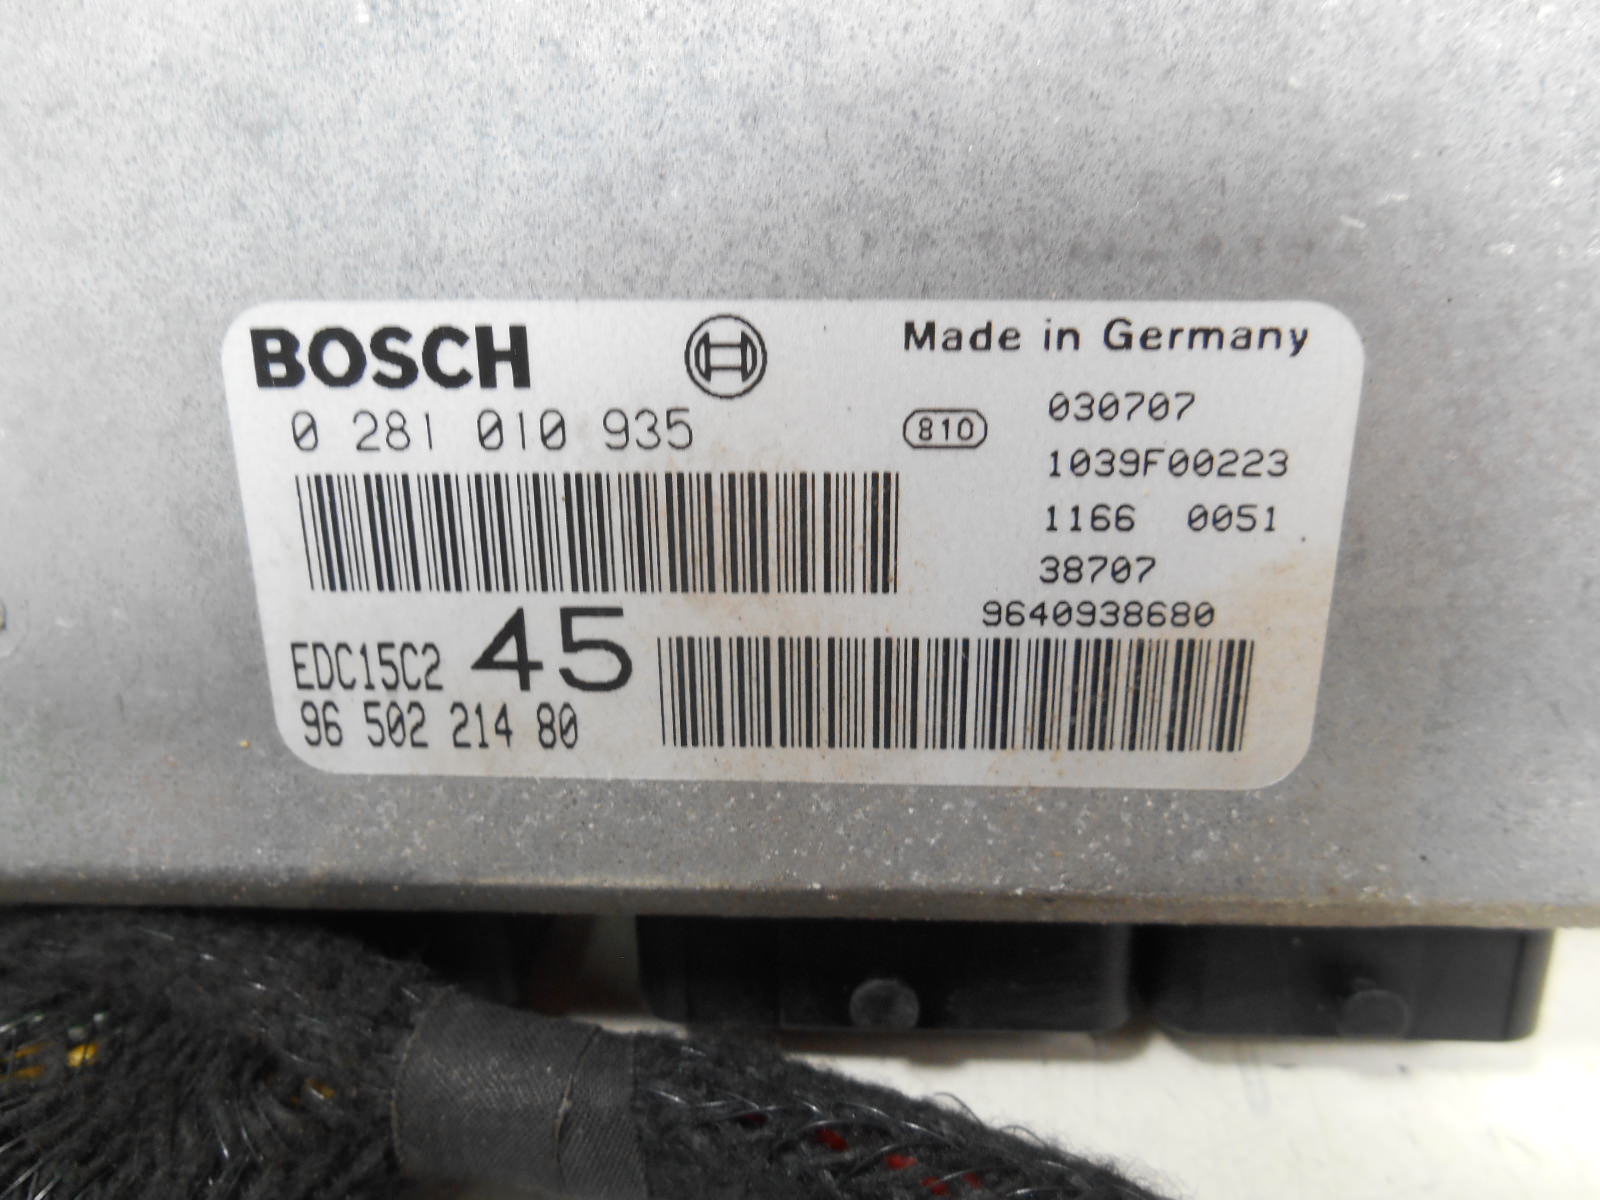 BOSCH
Made in Germany
0 281 010 935
810
030707
1039F00223
1166 0051
38707
9640938680
EDC15C2 45
96 502 214 80